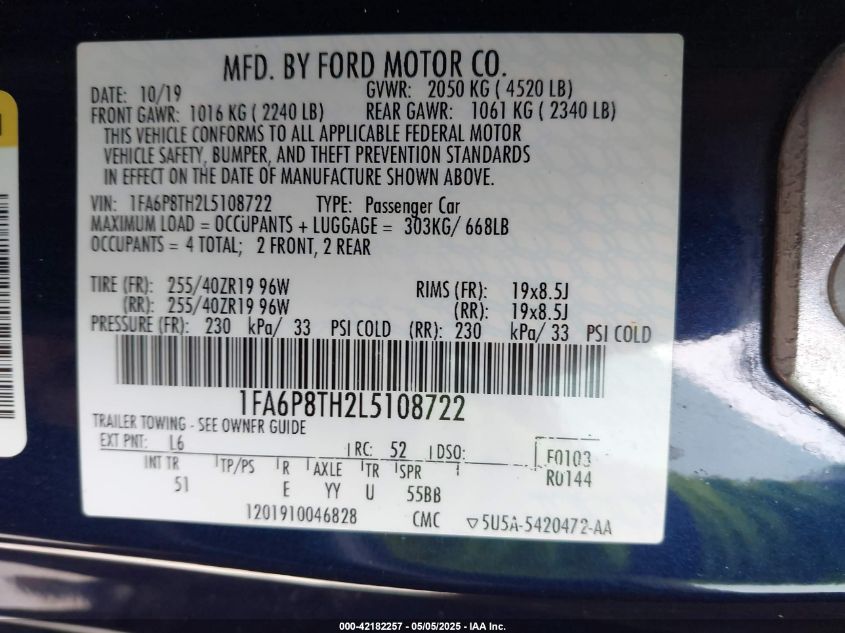 MFD. BY FORD MOTOR CO.
DATE: 10/19 GVWR: 2050 KG ( 4520 LB)
FRONT GAWR: 1016 KG ( 2240 LB) REAR GAWR: 1061 KG ( 2340 LB)
THIS VEHICLE CONFORMS TO ALL APPLICABLE FEDERAL MOTOR
VEHICLE SAFETY, BUMPER, AND THEFT PREVENTION STANDARDS
IN EFFECT ON THE DATE OF MANUFACTURE SHOWN ABOVE.
VIN: 1FA6P8TH2L5108722 TYPE: Passenger Car
MAXIMUM LOAD = OCCUPANTS + LUGGAGE = 303KG/ 668LB
OCCUPANTS = 4 TOTAL; 2 FRONT, 2 REAR
TIRE (FR): 255/40ZR19 96W RIMS (FR): 19x8.5J
(RR): 255/40ZR19 96W (RR): 19x8.5J
PRESSURE (FR): 230 kPa/ 33 PSI COLD (RR): 230 kPa/ 33 PSI COLD
1FA6P8TH2L5108722
TRAILER TOWING - SEE OWNER GUIDE
EXT PNT: L6 RC: 52 DSO: F0103
INT TR TP/PS R AXLE TR SPR R0144
51 E YY U 55BB
1201910046828 CMC ▽5U5A-5420472-AA
000-42182257 - 05/05/2025 - IAA Inc.